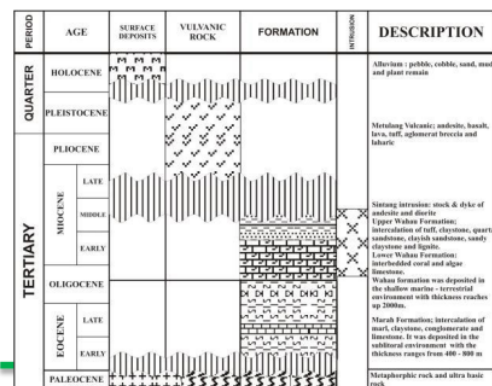 PERIOD
AGE
SURFACE
DEPOSITS
VULVANIC
ROCK
FORMATION
INTRUSION
DESCRIPTION
QUARTER
HOLOCENE
PLEISTOCENE
TERTIARY
PLIOCENE
MIOCENE
LATE
MIDDLE
EARLY
OLIGOCENE
EOCENE
LATE
EARLY
PALEOCENE
Alluvium : pebble, cobble, sand, mud
and plant remain
Metulang Vulcanic; andesite, basalt,
lava, tuff, aglomerat breccia and
laharic
Sintang intrusion: stock & dyke of
andesite and diorite
Upper Wahau Formation;
intercalation of tuff, claystone, quart
sandstone, clayish sandstone, sandy
claystone and lignite.
Lower Wahau Formation:
interbedded coral and algae
limestone.
Wahau formation was deposited in
the shallow marine - terrestrial
environment with thickness reaches
up 2000m.
Marah Formation; intercalation of
marl, claystone, conglomerate and
limestone. It was deposited in the
sublitoral environment with the
thickness ranges from 400 - 800 m
Metaphorphic rock and ultra basic
rock